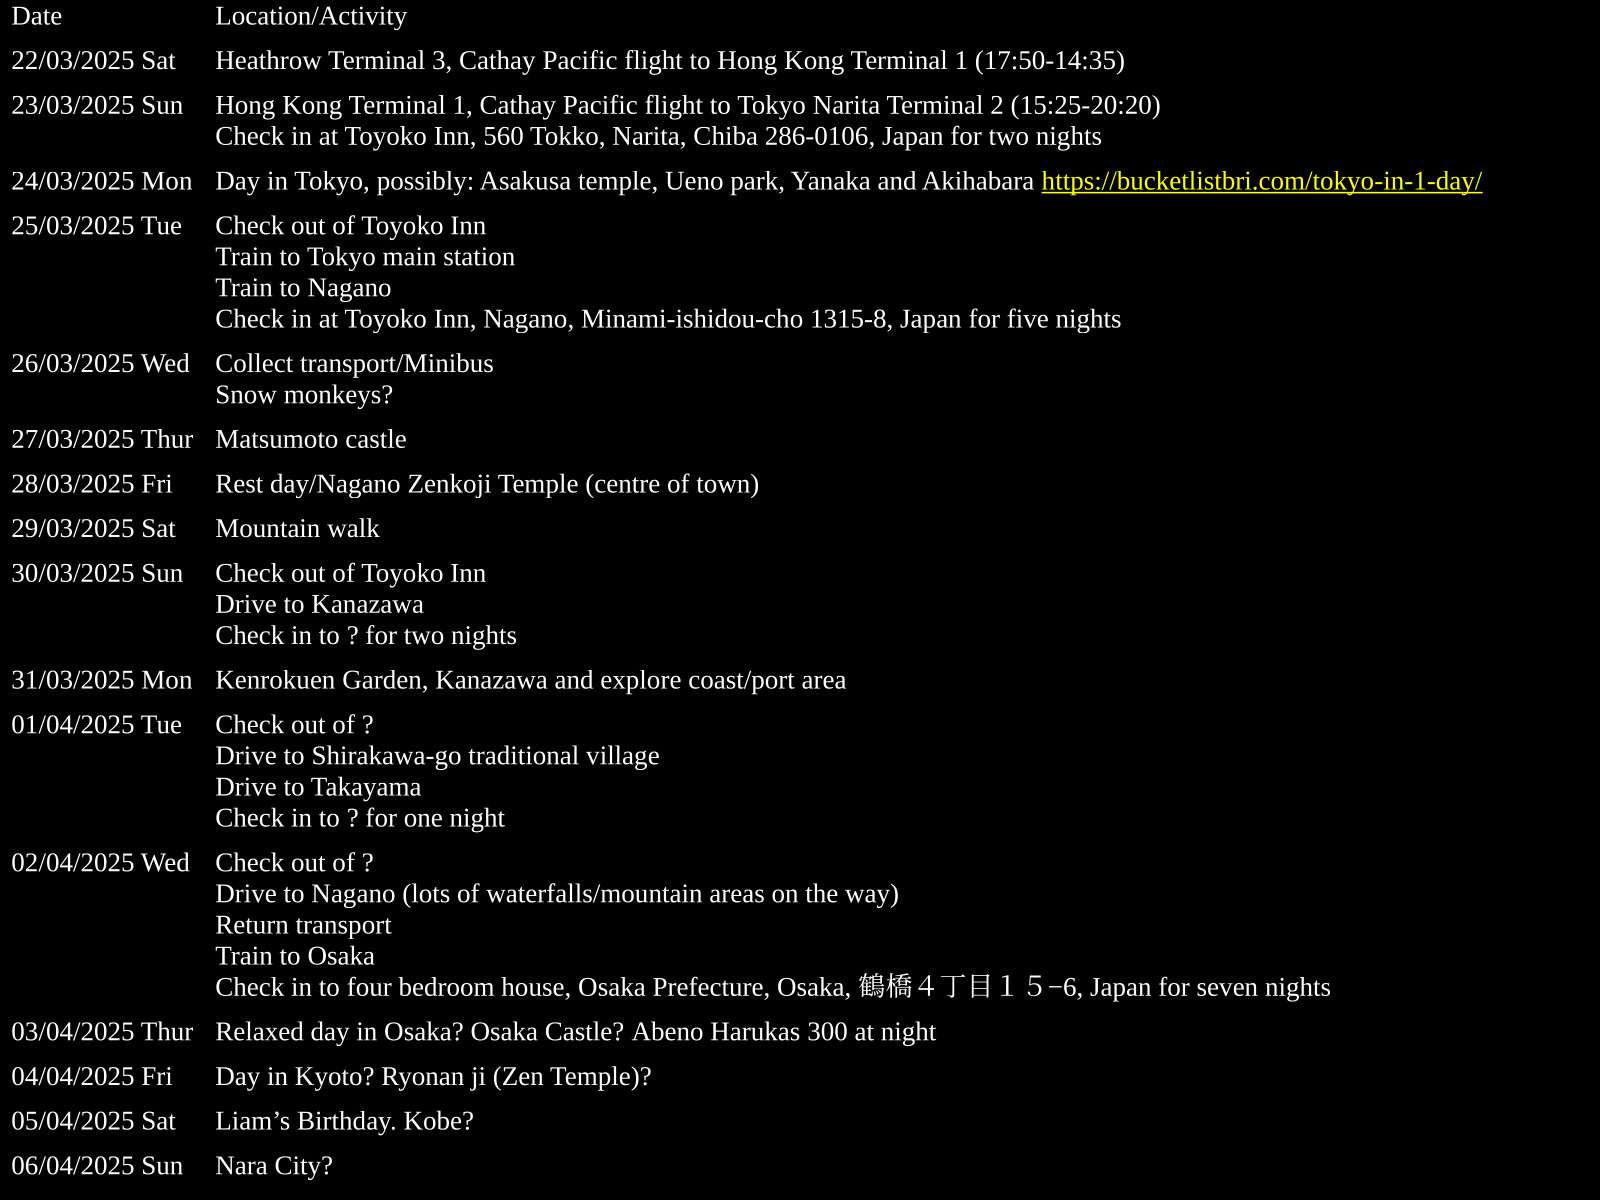 Date Location/Activity
22/03/2025 Sat Heathrow Terminal 3, Cathay Pacific flight to Hong Kong Terminal 1 (17:50-14:35)
23/03/2025 Sun Hong Kong Terminal 1, Cathay Pacific flight to Tokyo Narita Terminal 2 (15:25-20:20)
Check in at Toyoko Inn, 560 Tokko, Narita, Chiba 286-0106, Japan for two nights
24/03/2025 Mon Day in Tokyo, possibly: Asakusa temple, Ueno park, Yanaka and Akihabara https://bucketlistbri.com/tokyo-in-1-day/
25/03/2025 Tue Check out of Toyoko Inn
Train to Tokyo main station
Train to Nagano
Check in at Toyoko Inn, Nagano, Minami-ishidou-cho 1315-8, Japan for five nights
26/03/2025 Wed Collect transport/Minibus
Snow monkeys?
27/03/2025 Thur Matsumoto castle
28/03/2025 Fri Rest day/Nagano Zenkoji Temple (centre of town)
29/03/2025 Sat Mountain walk
30/03/2025 Sun Check out of Toyoko Inn
Drive to Kanazawa
Check in to ? for two nights
31/03/2025 Mon Kenrokuen Garden, Kanazawa and explore coast/port area
01/04/2025 Tue Check out of ?
Drive to Shirakawa-go traditional village
Drive to Takayama
Check in to ? for one night
02/04/2025 Wed Check out of ?
Drive to Nagano (lots of waterfalls/mountain areas on the way)
Return transport
Train to Osaka
Check in to four bedroom house, Osaka Prefecture, Osaka, 鶴橋４丁目１５−6, Japan for seven nights
03/04/2025 Thur Relaxed day in Osaka? Osaka Castle? Abeno Harukas 300 at night
04/04/2025 Fri Day in Kyoto? Ryonan ji (Zen Temple)?
05/04/2025 Sat Liam’s Birthday. Kobe?
06/04/2025 Sun Nara City?